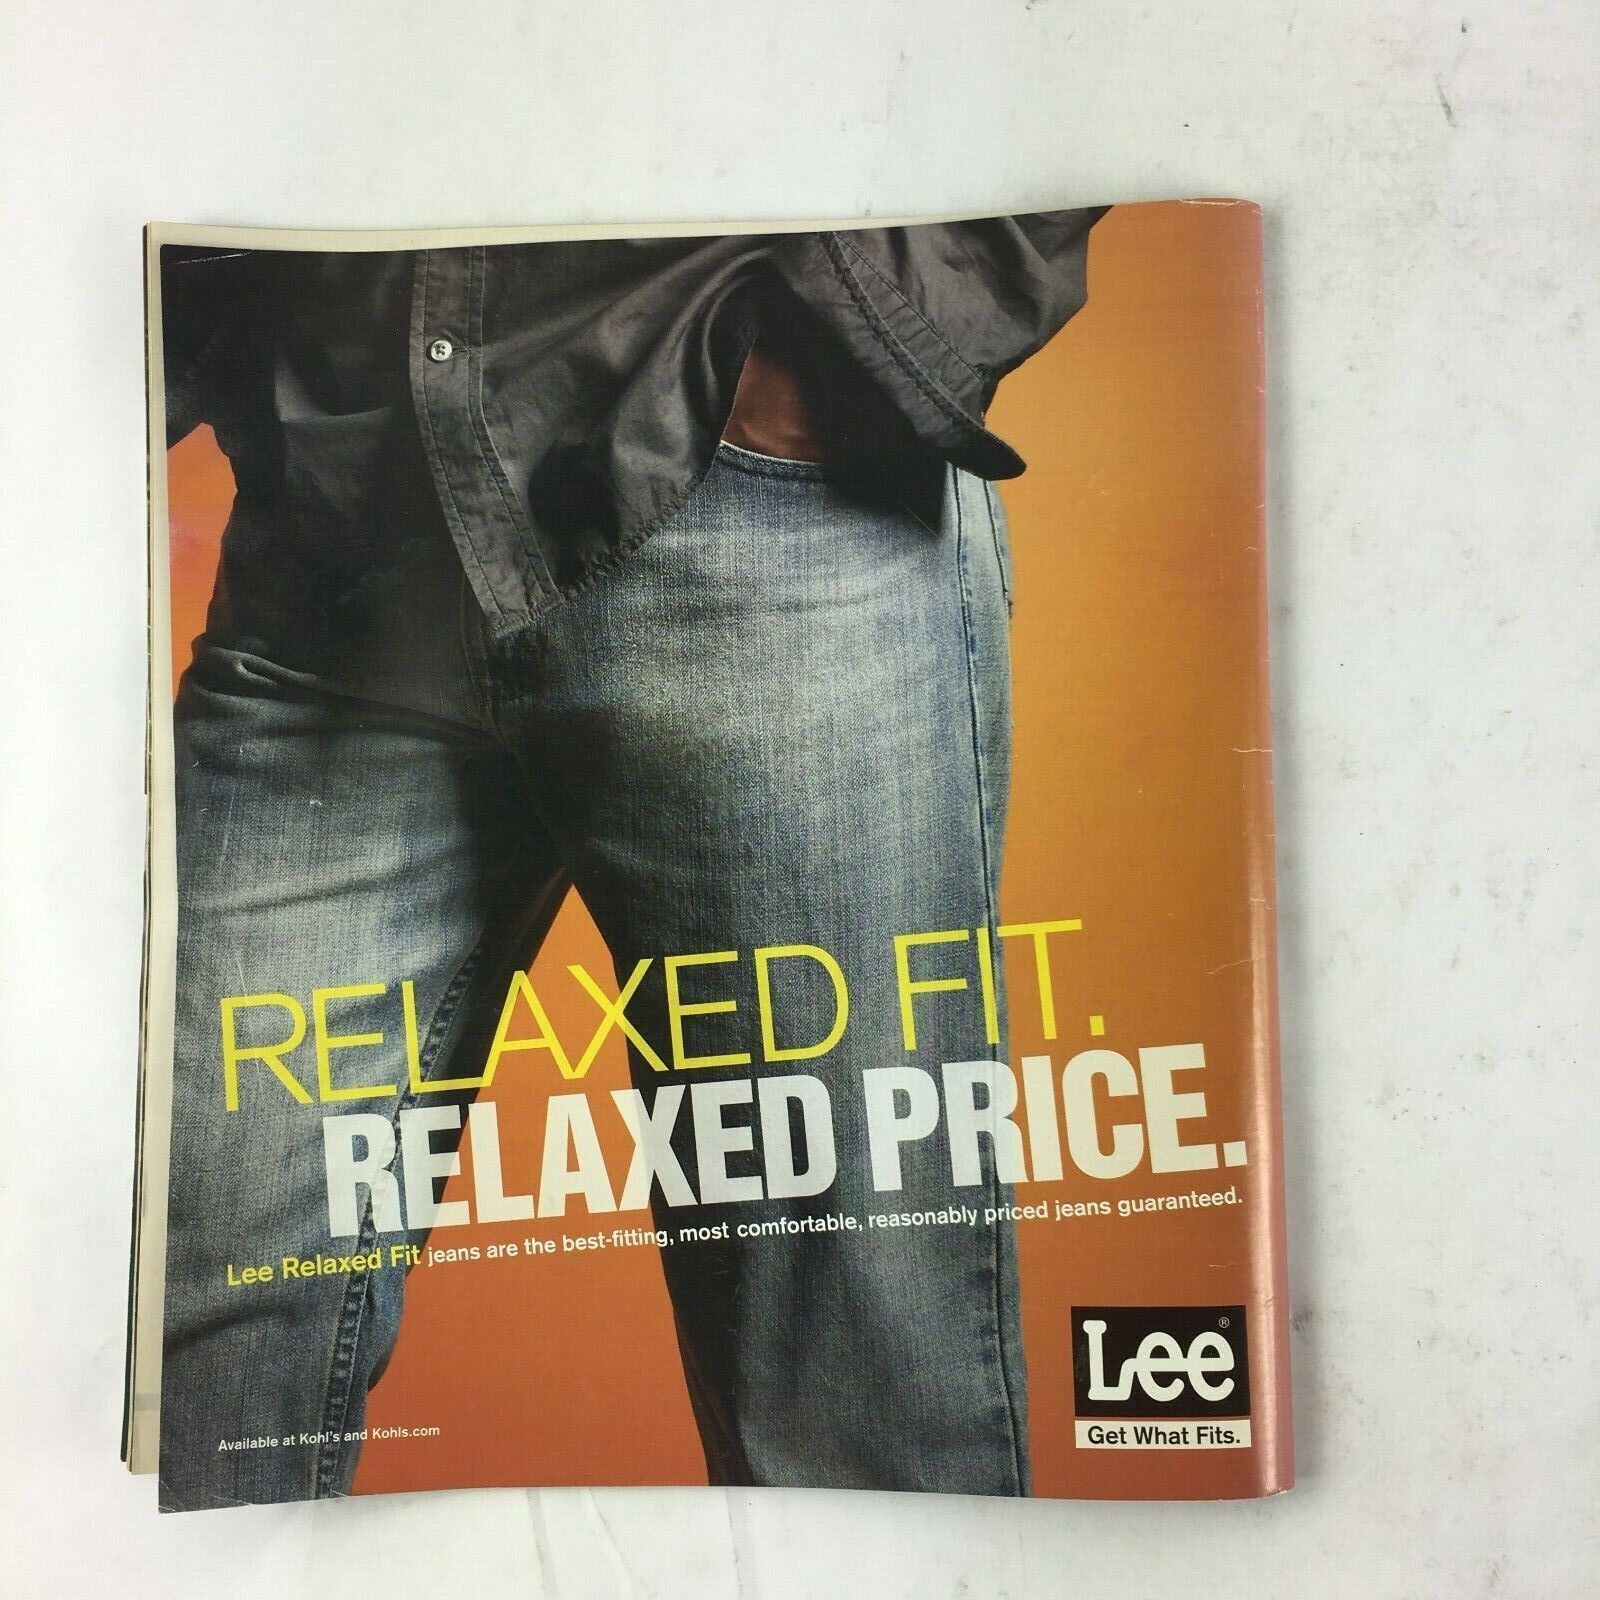 RELAXED FIT.
RELAXED PRICE.
Lee Relaxed Fit jeans are the best-fitting, most comfortable, reasonably priced jeans guaranteed.
Lee®
Get What Fits.
Available at Kohl's and Kohls.com